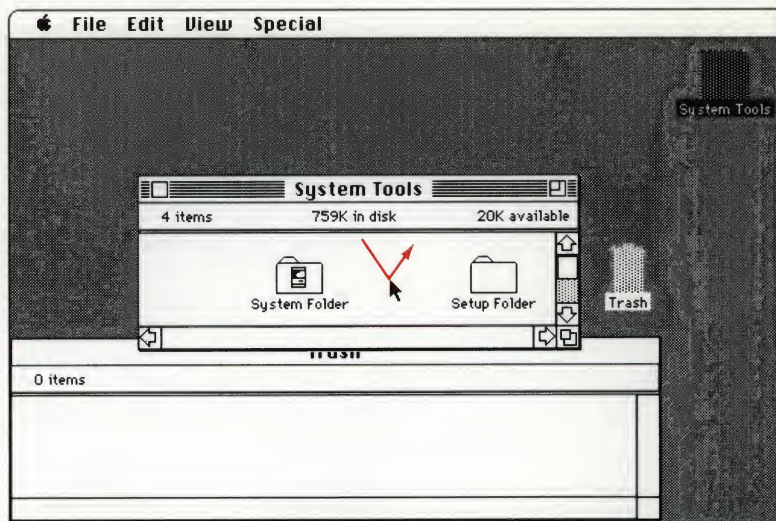 File Edit View Special
System Tools
System Tools
4 items 759K in disk 20K available
System Folder Setup Folder
Trash
Trash
0 items